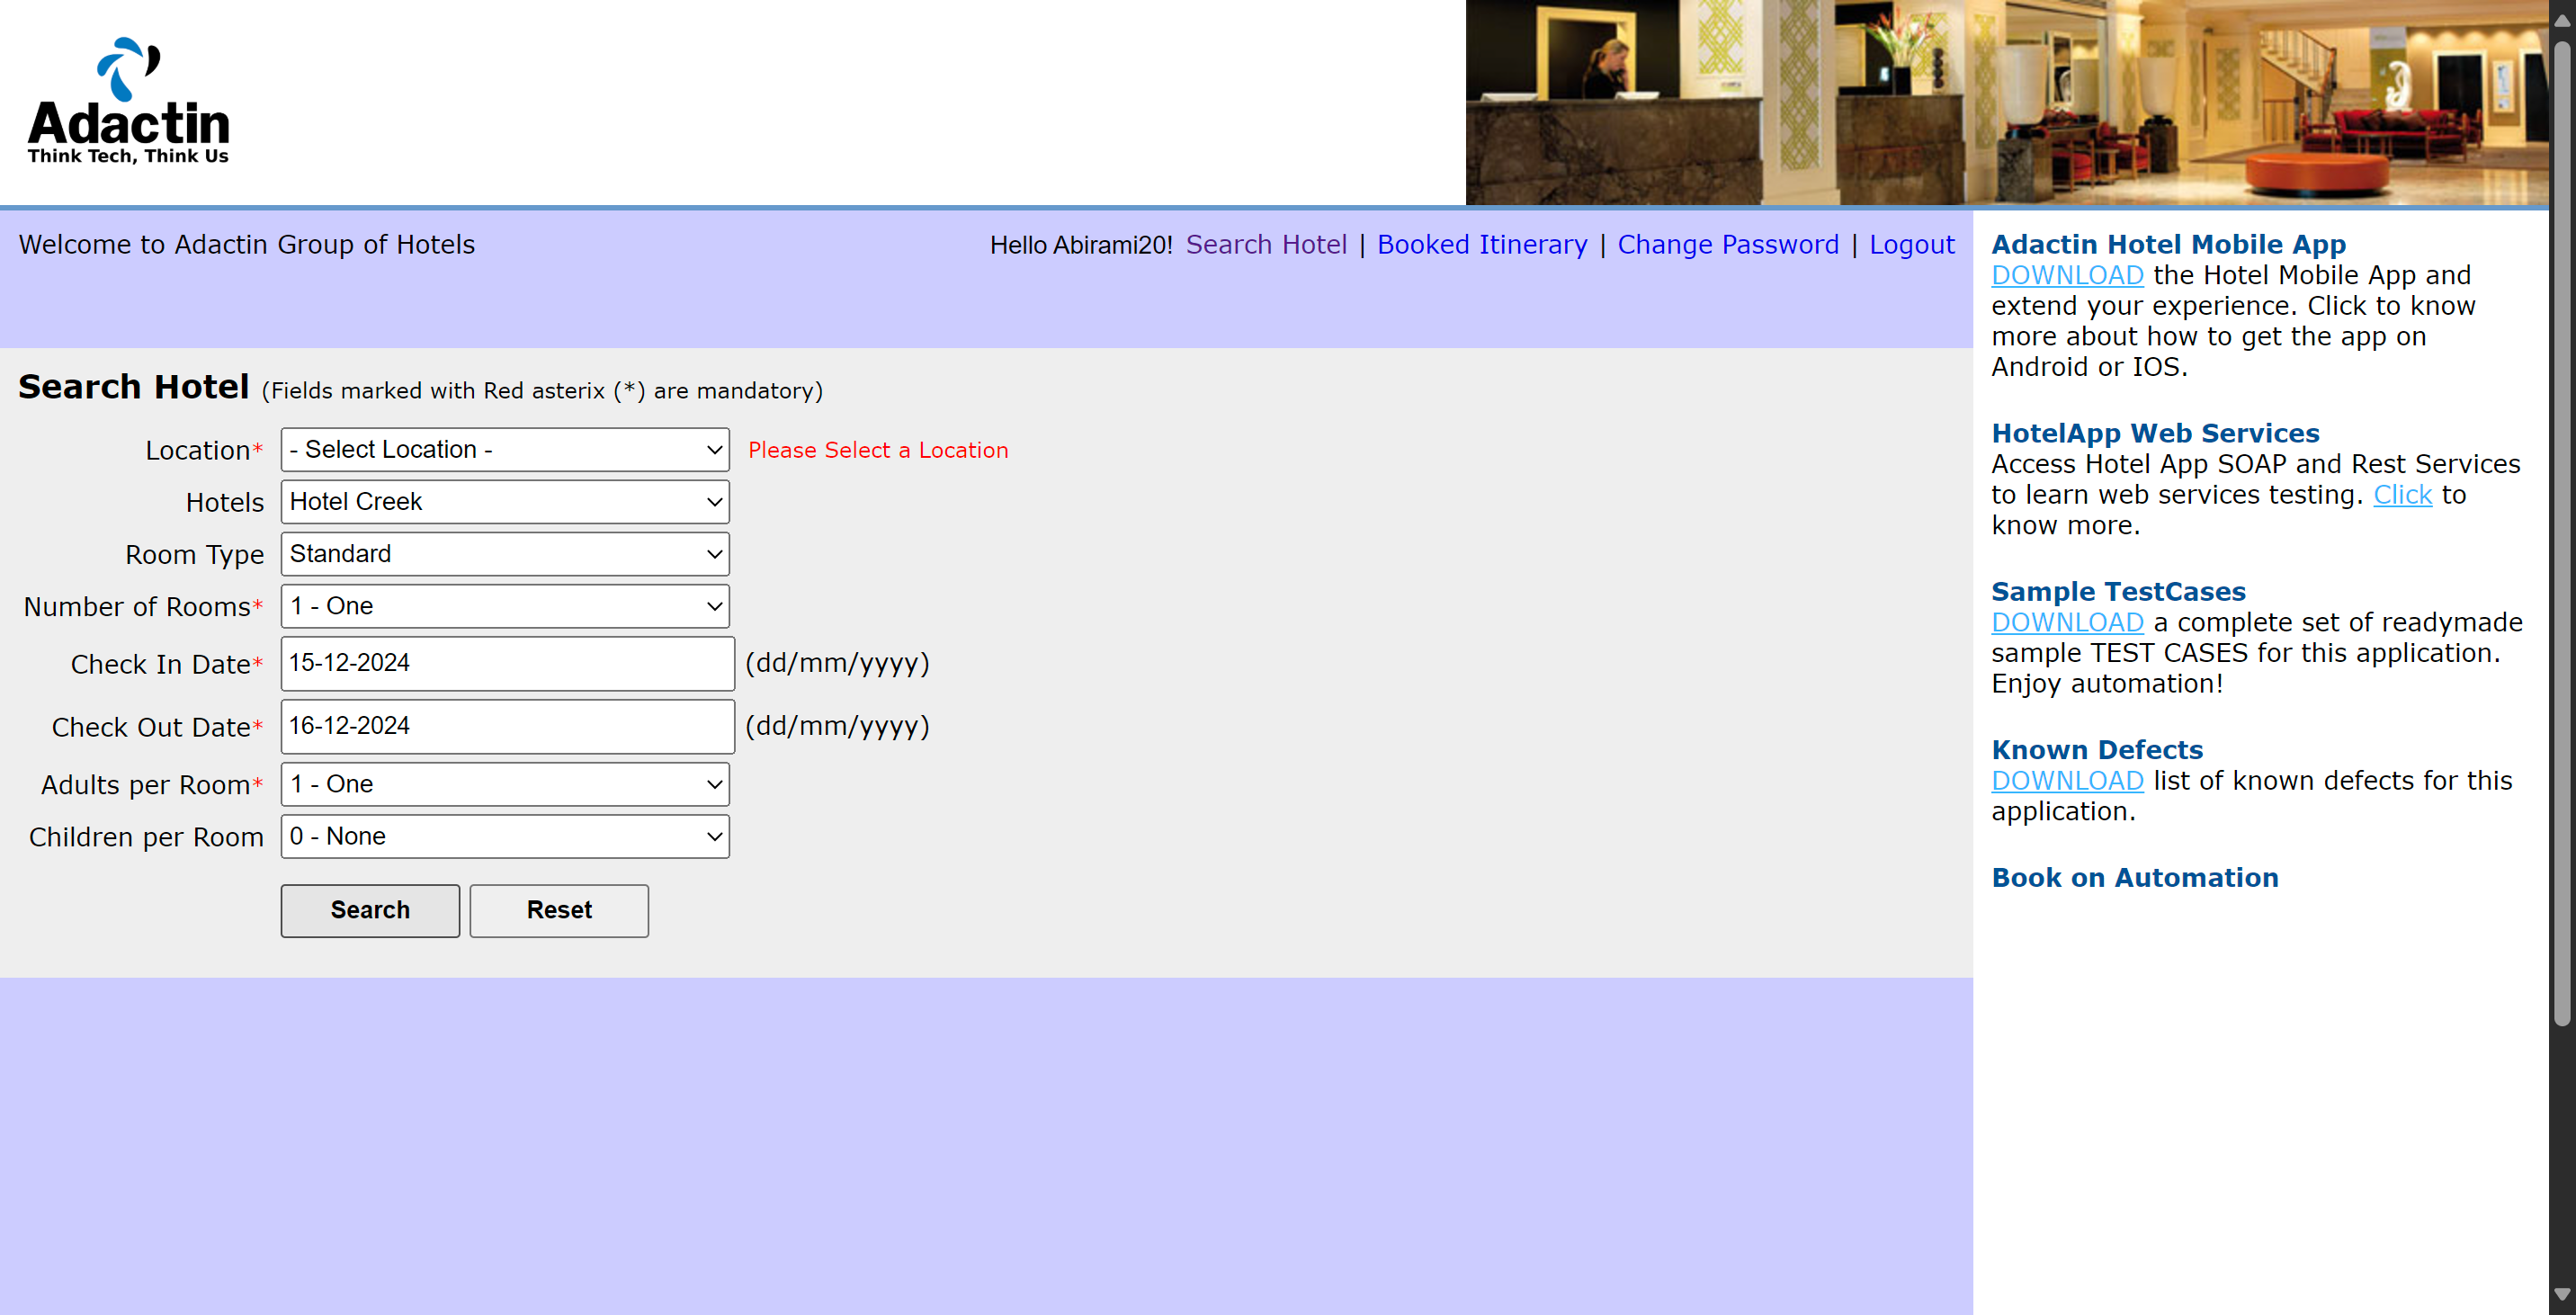 Adactin
Think Tech, Think Us
Welcome to Adactin Group of Hotels
Hello Abirami20! Search Hotel | Booked Itinerary | Change Password | Logout
Search Hotel (Fields marked with Red asterix (*) are mandatory)
Location* - Select Location - Please Select a Location
Hotels Hotel Creek
Room Type Standard
Number of Rooms* 1 - One
Check In Date* 15-12-2024 (dd/mm/yyyy)
Check Out Date* 16-12-2024 (dd/mm/yyyy)
Adults per Room* 1 - One
Children per Room 0 - None
Search Reset
Adactin Hotel Mobile App
DOWNLOAD the Hotel Mobile App and
extend your experience. Click to know
more about how to get the app on
Android or IOS.
HotelApp Web Services
Access Hotel App SOAP and Rest Services
to learn web services testing. Click to
know more.
Sample TestCases
DOWNLOAD a complete set of readymade
sample TEST CASES for this application.
Enjoy automation!
Known Defects
DOWNLOAD list of known defects for this
application.
Book on Automation